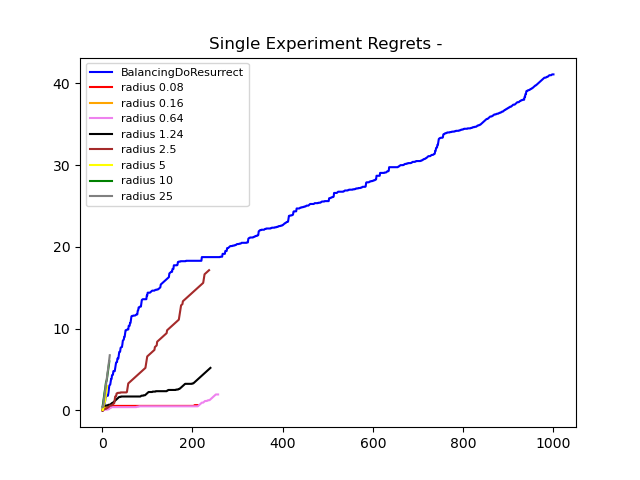 Single Experiment Regrets -
BalancingDoResurrect
radius 0.08
radius 0.16
radius 0.64
radius 1.24
radius 2.5
radius 5
radius 10
radius 25
40
30
20
10
0
0 200 400 600 800 1000